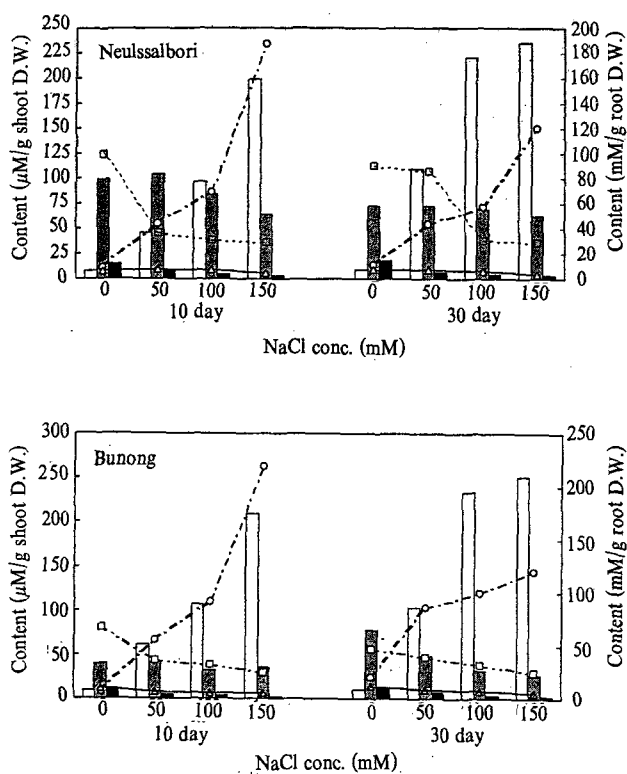 Neulssalbori
Content (µM/g shoot D.W.)
250
225
200
175
150
125
100
75
50
25
0
Content (mM/g root D.W.)
200
180
160
140
120
100
80
60
40
20
0
0 50 100 150 0 50 100 150
10 day 30 day
NaCl conc. (mM)
Bunong
Content (µM/g shoot D.W.)
300
250
200
150
100
50
0
Content (mM/g root D.W.)
250
200
150
100
50
0
0 50 100 150 0 50 100 150
10 day 30 day
NaCl conc. (mM)